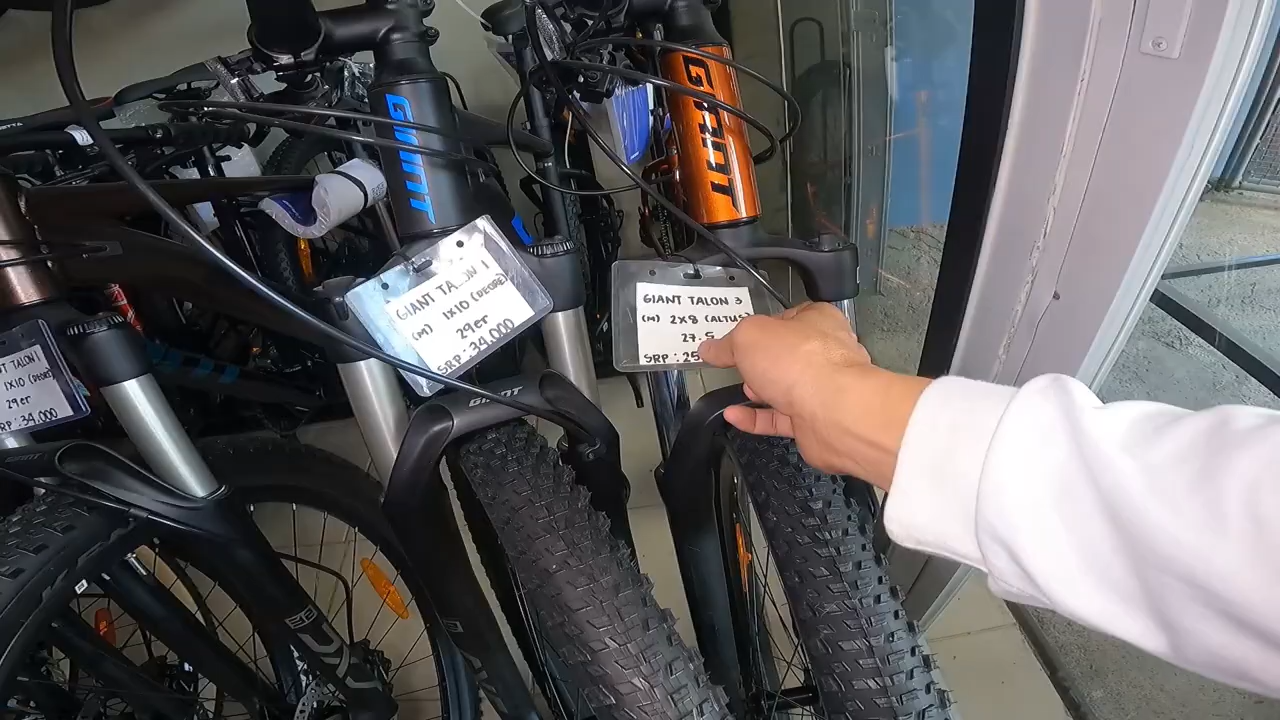 GIANT
GIANT
GIANT TALON 1
(M) 1X10 (DEORE)
29er
SRP: 34,000
GIANT TALON 3
(M) 2X8 (ALTUS)
27.5
SRP: 25
TALON 1
1X10 (DEORE)
29er
SRP: 34,000
GIANT
GIANT